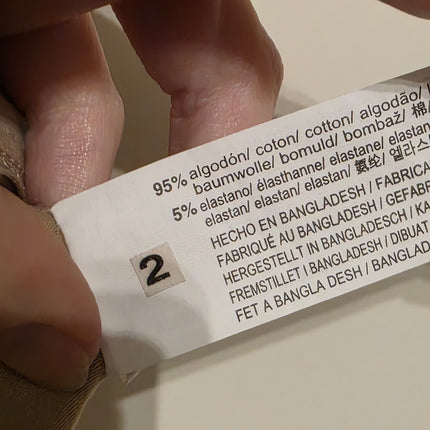 95% algodón/ coton/ cotton/ algodão/
baumwolle/ bomuld/ bombaž/ 棉/
5% elastano/ élasthanne/ elastane/ elastan
elastan/ elastan/ elastan/ 氨纶/ 엘라스
HECHO EN BANGLADESH / FABRICA
FABRIQUÉ AU BANGLADESH / GEFABR
HERGESTELLT IN BANGLADESCH / KA
FREMSTILLET I BANGLADESH / DIBUAT
FET A BANGLA DESH / BANGLAD
2